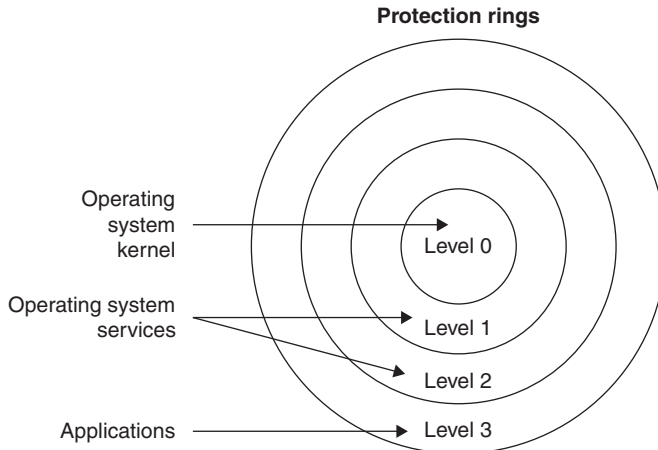 Protection rings
Operating
system
kernel
Level 0
Operating system
services
Level 1
Level 2
Applications
Level 3